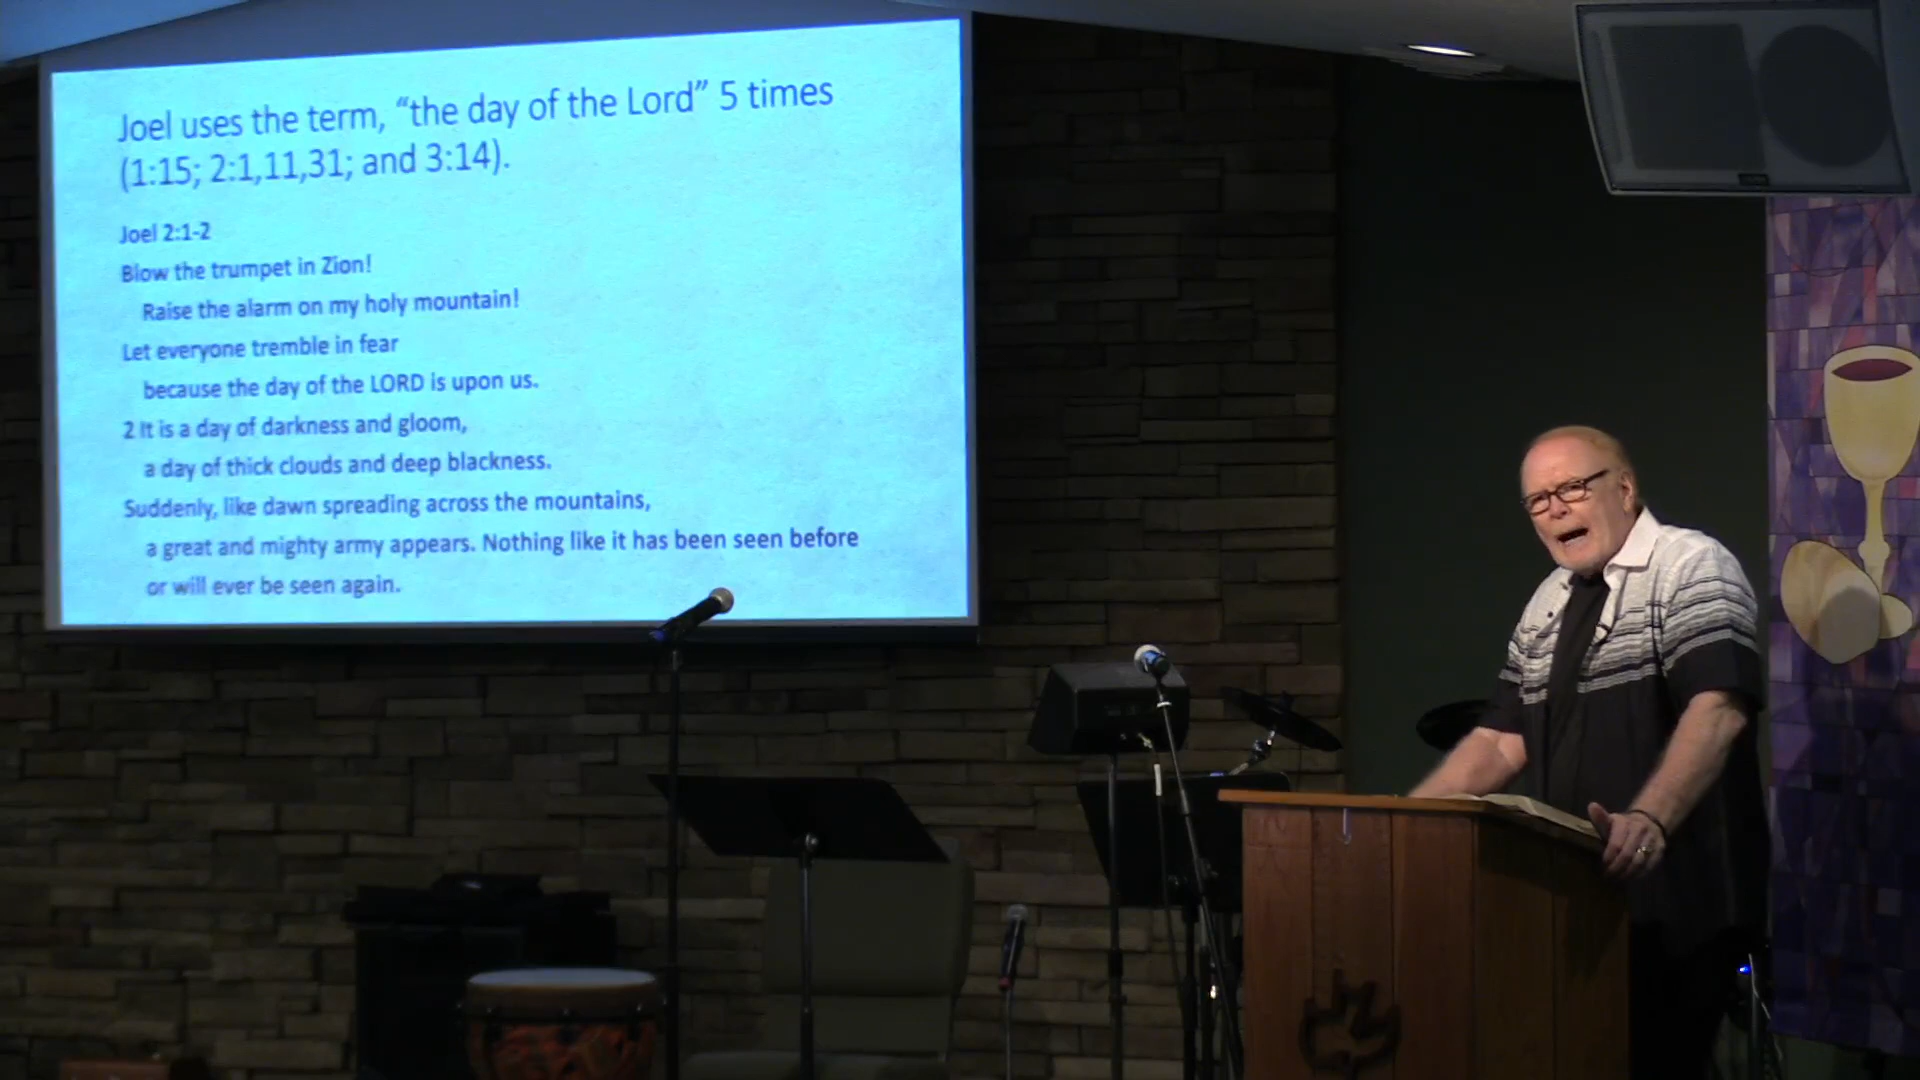 Joel uses the term, “the day of the Lord” 5 times
(1:15; 2:1,11,31; and 3:14).
Joel 2:1-2
Blow the trumpet in Zion!
Raise the alarm on my holy mountain!
Let everyone tremble in fear
because the day of the LORD is upon us.
2 It is a day of darkness and gloom,
a day of thick clouds and deep blackness.
Suddenly, like dawn spreading across the mountains,
a great and mighty army appears. Nothing like it has been seen before
or will ever be seen again.